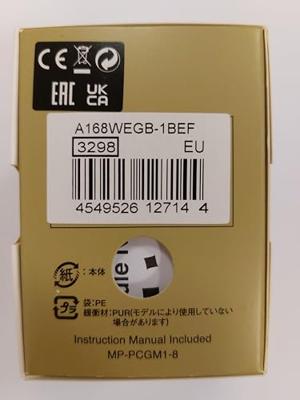 CE
EAC
UK
CA
A168WEGB-1BEF
3298 EU
4549526 12714 4
紙 :本体
プラ 袋:PE
緩衝材:PUR(モデルにより使用していない
場合があります)
Instruction Manual Included
MP-PCGM1-8